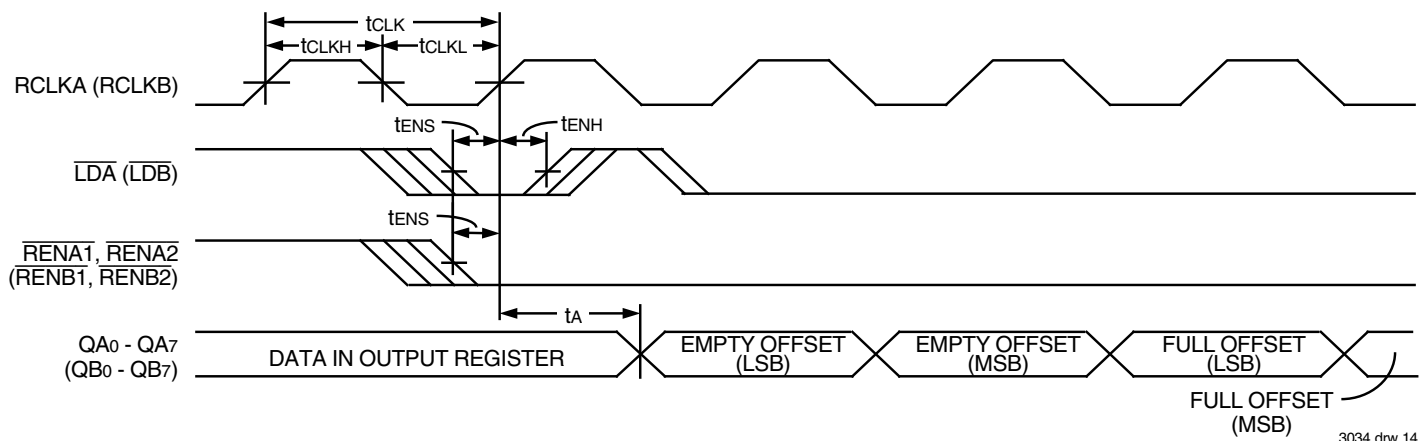 tCLK
tCLKH
tCLKL
RCLKA (RCLKB)
tENS
tENH
LDA (LDB)
tENS
RENA1, RENA2
(RENB1, RENB2)
tA
QA0 - QA7
(QB0 - QB7)
DATA IN OUTPUT REGISTER
EMPTY OFFSET
(LSB)
EMPTY OFFSET
(MSB)
FULL OFFSET
(LSB)
FULL OFFSET
(MSB)
3034 drw 14